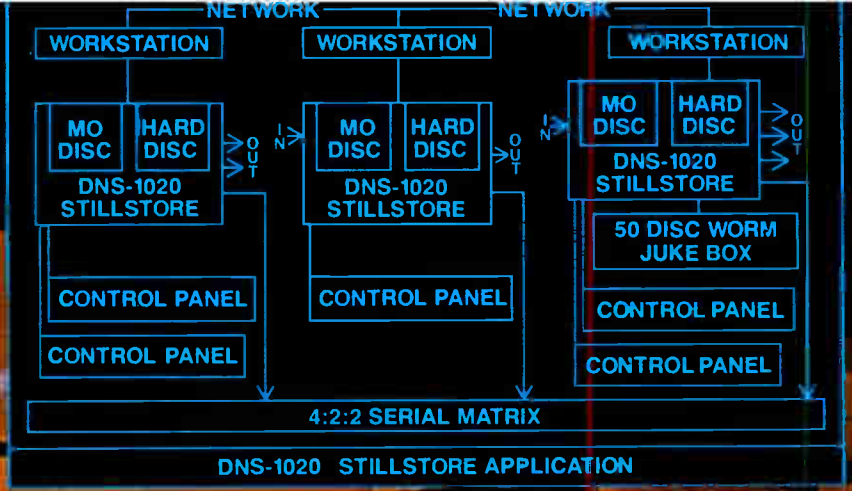 NETWORK NETWORK
WORKSTATION WORKSTATION WORKSTATION
MO DISC
HARD DISC
OUT
DNS-1020
STILLSTORE
IN
MO DISC
HARD DISC
OUT
DNS-1020
STILLSTORE
IN
MO DISC
HARD DISC
OUT
DNS-1020
STILLSTORE
50 DISC WORM
JUKE BOX
CONTROL PANEL
CONTROL PANEL
CONTROL PANEL
CONTROL PANEL
CONTROL PANEL
4:2:2 SERIAL MATRIX
DNS-1020 STILLSTORE APPLICATION